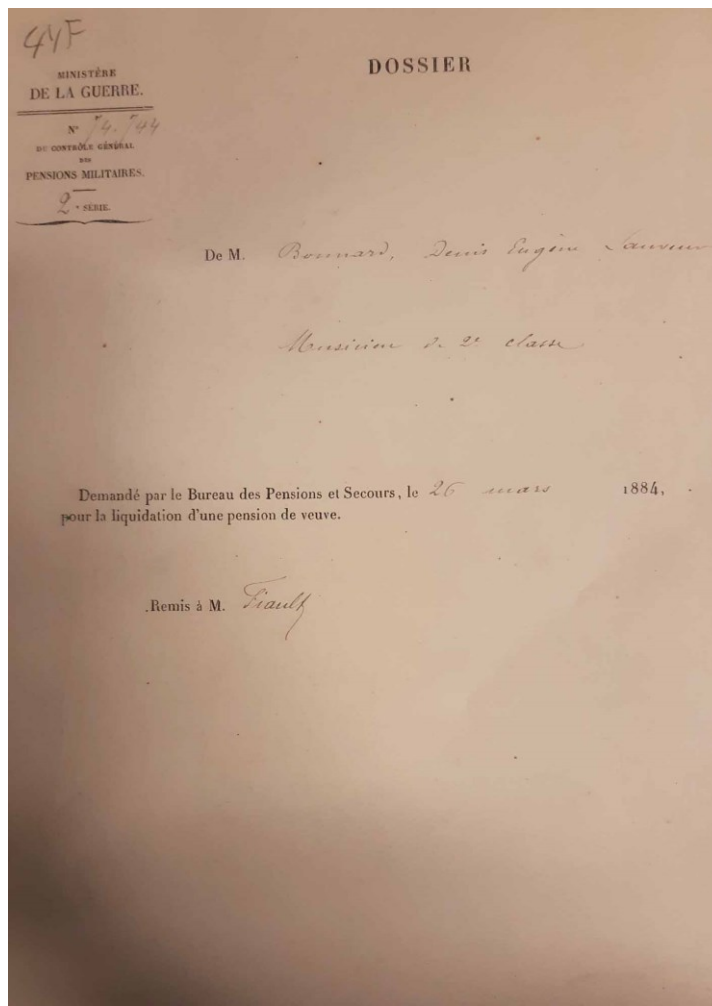 44F
MINISTÈRE
DE LA GUERRE.
N° 74.744
DU CONTRÔLE GÉNÉRAL
DES
PENSIONS MILITAIRES.
2e SÉRIE.
DOSSIER
De M. Bonnard, Denis Eugène
Musicien de 2e classe
Demandé par le Bureau des Pensions et Secours, le 26 mars 1884,
pour la liquidation d'une pension de veuve.
Remis à M. Fiault